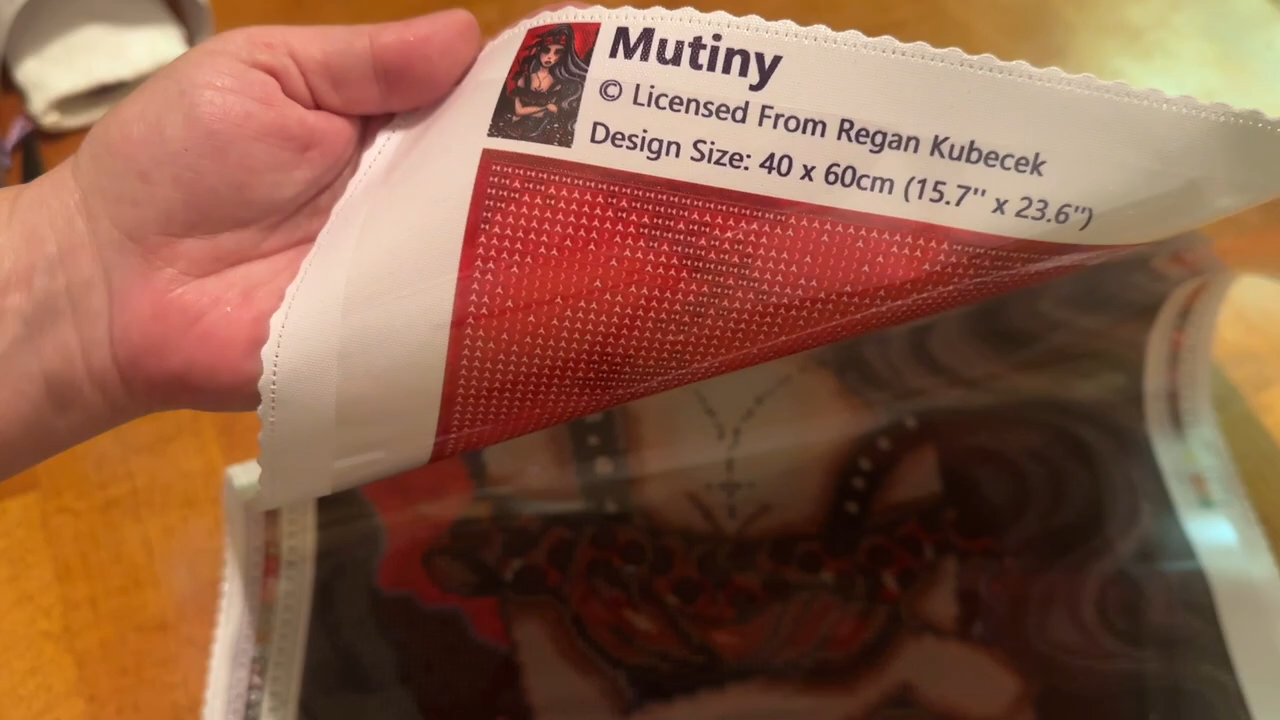 Mutiny
© Licensed From Regan Kubecek
Design Size: 40 x 60cm (15.7" x 23.6")